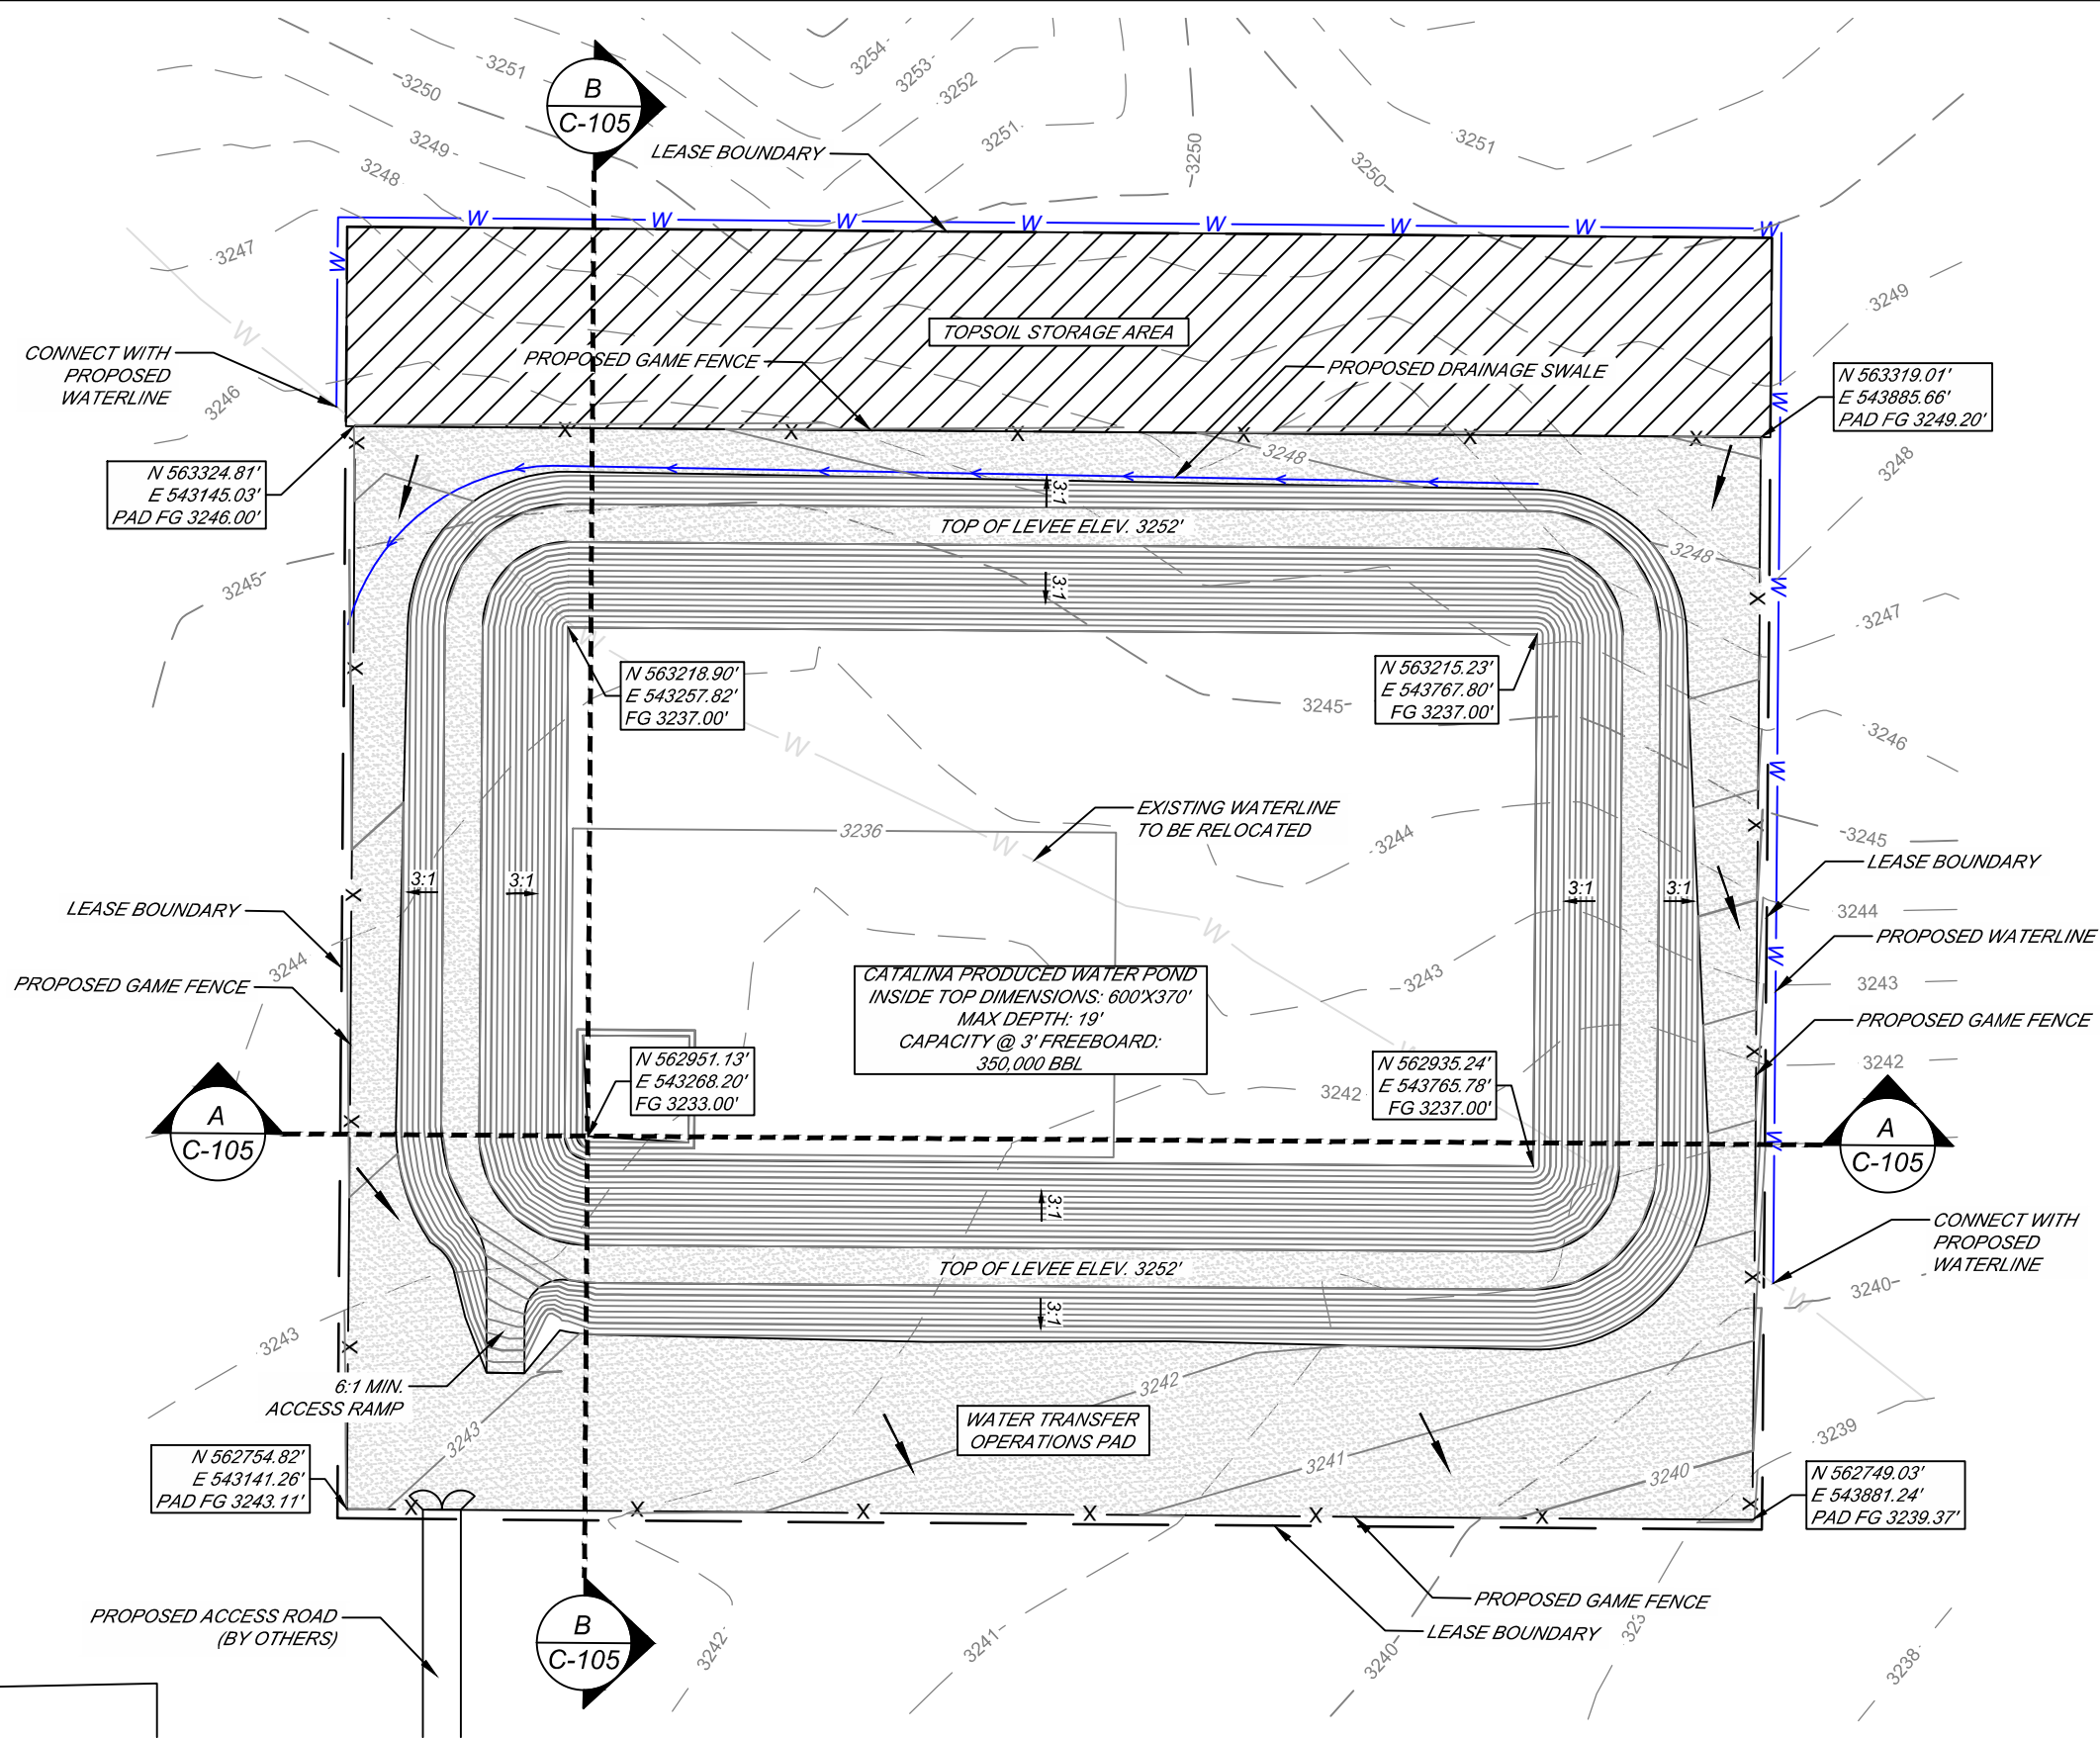 3251
3250
3249
3248
3247
3246
3245
3254
3253
3252
3251
3250
3250
3251
3249
3248
3247
3246
3245
3244
3243
3242
3240
3239
B
C-105
LEASE BOUNDARY
W W W W W W W W
W
W
TOPSOIL STORAGE AREA
PROPOSED GAME FENCE
PROPOSED DRAINAGE SWALE
CONNECT WITH
PROPOSED
WATERLINE
N 563319.01'
E 543885.66'
PAD FG 3249.20'
N 563324.81'
E 543145.03'
PAD FG 3246.00'
X X X X X X X
3248
3:1
TOP OF LEVEE ELEV. 3252'
3248
3:1
N 563218.90'
E 543257.82'
FG 3237.00'
N 563215.23'
E 543767.80'
FG 3237.00'
3245
W
W
W
W
EXISTING WATERLINE
TO BE RELOCATED
3236
3244
3:1
3:1
3:1
3:1
LEASE BOUNDARY
LEASE BOUNDARY
PROPOSED WATERLINE
3244
PROPOSED GAME FENCE
PROPOSED GAME FENCE
CATALINA PRODUCED WATER POND
INSIDE TOP DIMENSIONS: 600'X370'
MAX DEPTH: 19'
CAPACITY @ 3' FREEBOARD:
350,000 BBL
3243
N 562951.13'
E 543268.20'
FG 3233.00'
3242
N 562935.24'
E 543765.78'
FG 3237.00'
A
C-105
A
C-105
3:1
CONNECT WITH
PROPOSED
WATERLINE
TOP OF LEVEE ELEV. 3252'
3:1
W
3243
6:1 MIN.
ACCESS RAMP
3242
3243
WATER TRANSFER
OPERATIONS PAD
3241
3240
N 562754.82'
E 543141.26'
PAD FG 3243.11'
N 562749.03'
E 543881.24'
PAD FG 3239.37'
X X X X X X
PROPOSED GAME FENCE
LEASE BOUNDARY
PROPOSED ACCESS ROAD
(BY OTHERS)
B
C-105
3242
3241
3240
3238